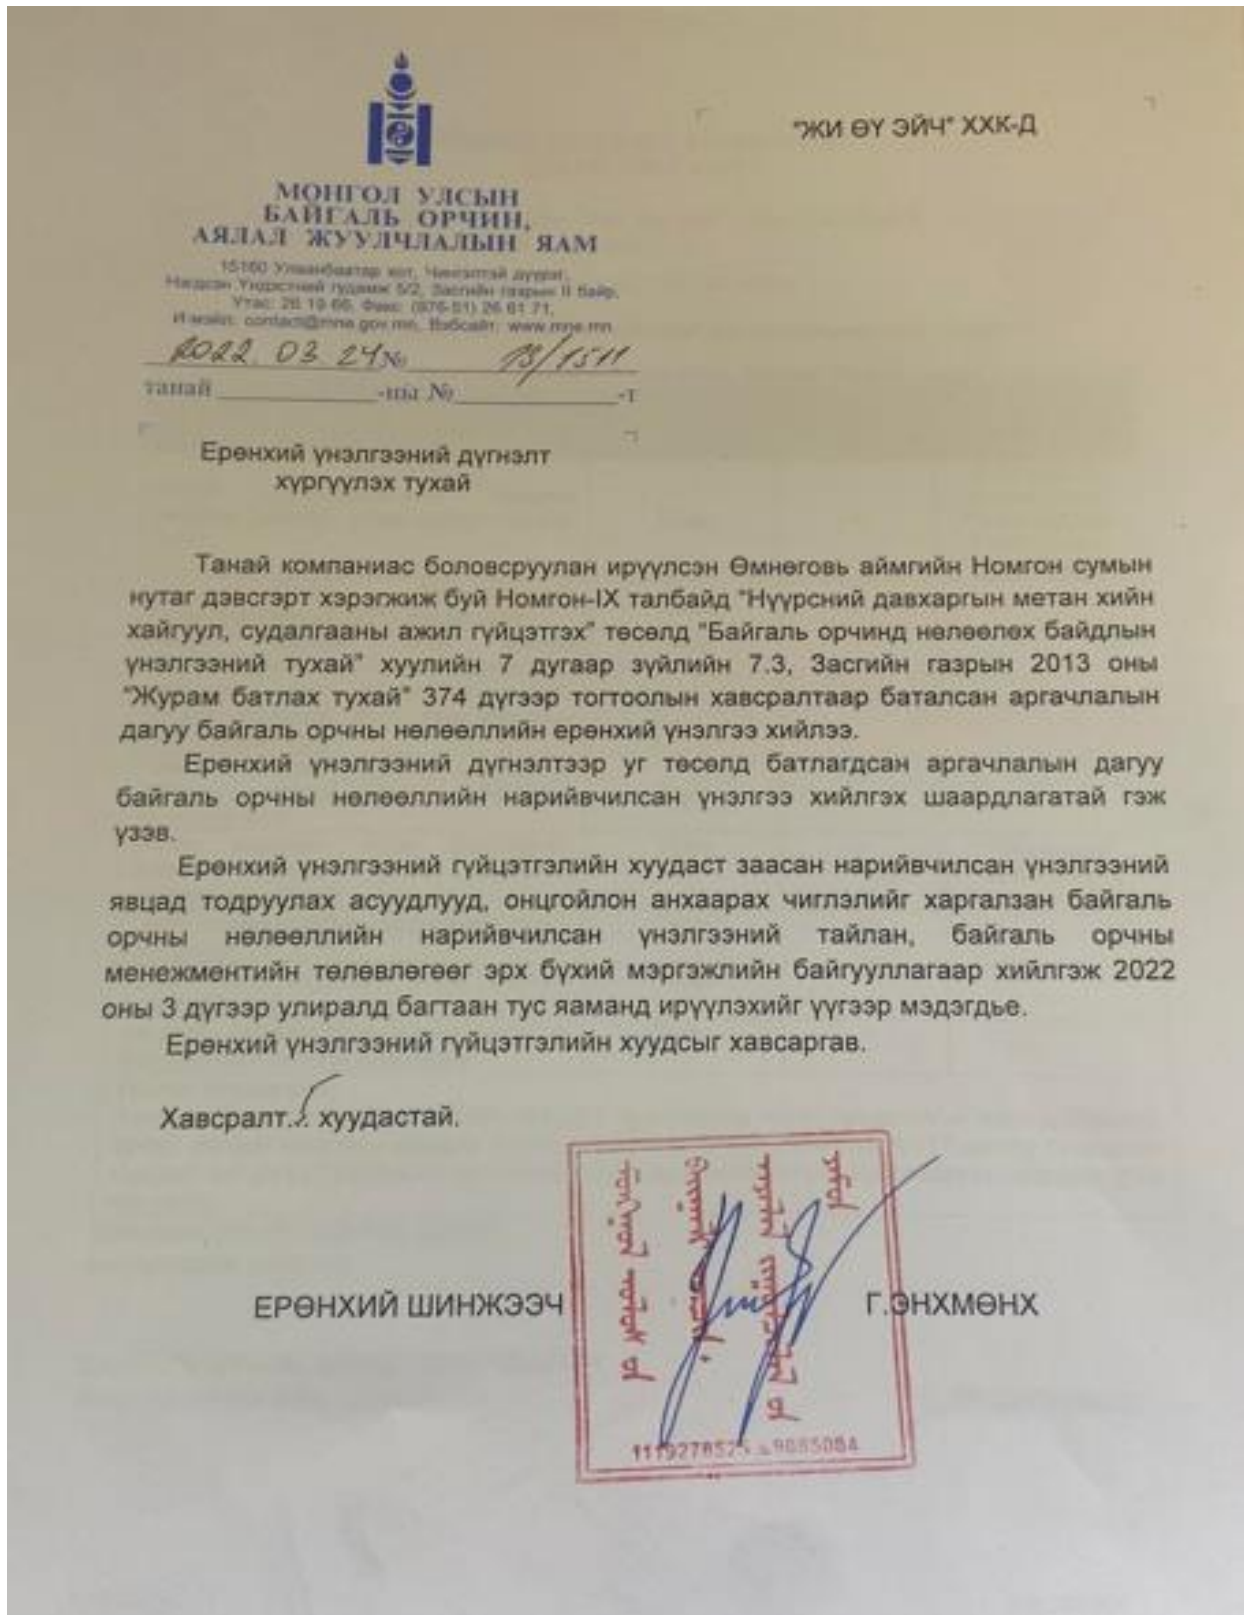 "ЖИ ӨҮ ЭЙЧ" ХХК-Д
МОНГОЛ УЛСЫН
БАЙГАЛЬ ОРЧИН,
АЯЛАЛ ЖУУЛЧЛАЛЫН ЯАМ
15160 Улаанбаатар хот, Чингэлтэй дүүрэг,
Нэгдсэн Үндэстний гудамж 5/2, Засгийн газрын II байр,
Утас: 26 19 66, Факс: (976-51) 26 61 71,
И-мэйл: contact@mne.gov.mn, Вэбсайт: www.mne.mn
2022. 03 24 № 13/1511
танай ____________-ны № ____________-т
Ерөнхий үнэлгээний дүгнэлт
хүргүүлэх тухай
Танай компаниас боловсруулан ирүүлсэн Өмнөговь аймгийн Номгон сумын
нутаг дэвсгэрт хэрэгжиж буй Номгон-IX талбайд "Нүүрсний давхаргын метан хийн
хайгуул, судалгааны ажил гүйцэтгэх" төсөлд "Байгаль орчинд нөлөөлөх байдлын
үнэлгээний тухай" хуулийн 7 дугаар зүйлийн 7.3, Засгийн газрын 2013 оны
"Журам батлах тухай" 374 дүгээр тогтоолын хавсралтаар баталсан аргачлалын
дагуу байгаль орчны нөлөөллийн ерөнхий үнэлгээ хийлээ.
Ерөнхий үнэлгээний дүгнэлтээр уг төсөлд батлагдсан аргачлалын дагуу
байгаль орчны нөлөөллийн нарийвчилсан үнэлгээ хийлгэх шаардлагатай гэж
үзэв.
Ерөнхий үнэлгээний гүйцэтгэлийн хуудаст заасан нарийвчилсан үнэлгээний
явцад тодруулах асуудлууд, онцгойлон анхаарах чиглэлийг харгалзан байгаль
орчны нөлөөллийн нарийвчилсан үнэлгээний тайлан, байгаль орчны
менежментийн төлөвлөгөөг эрх бүхий мэргэжлийн байгууллагаар хийлгэж 2022
оны 3 дүгээр улиралд багтаан тус яаманд ирүүлэхийг үүгээр мэдэгдье.
Ерөнхий үнэлгээний гүйцэтгэлийн хуудсыг хавсаргав.
Хавсралт... хуудастай.
ЕРӨНХИЙ ШИНЖЭЭЧ Г.ЭНХМӨНХ